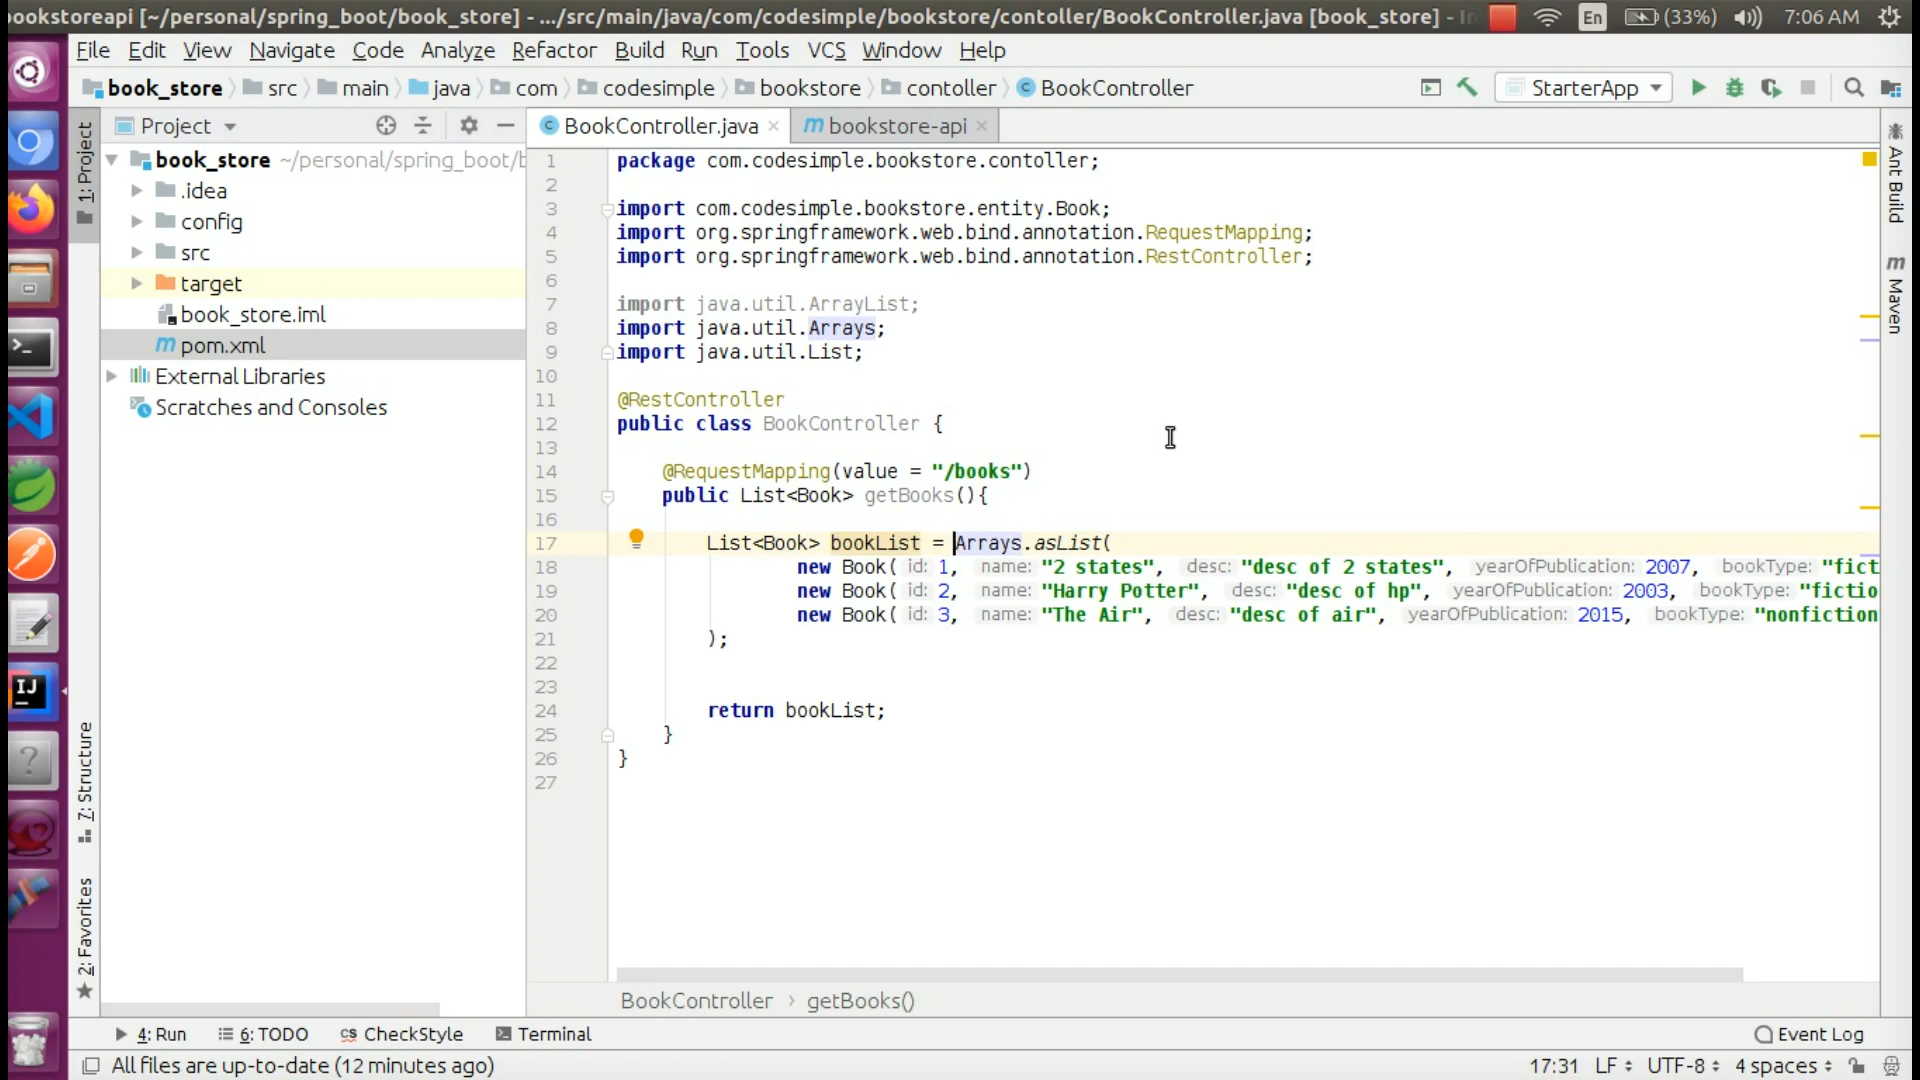 bookstoreapi [~/personal/spring_boot/book_store] - .../src/main/java/com/codesimple/bookstore/contoller/BookController.java [book_store] -
En (33%) 7:06 AM
File Edit View Navigate Code Analyze Refactor Build Run Tools VCS Window Help
book_store src main java com codesimple bookstore contoller BookController StarterApp
1: Project
Project
BookController.java bookstore-api
book_store ~/personal/spring_boot/b
.idea
config
src
target
book_store.iml
pom.xml
External Libraries
Scratches and Consoles
1 package com.codesimple.bookstore.contoller;
2
3 import com.codesimple.bookstore.entity.Book;
4 import org.springframework.web.bind.annotation.RequestMapping;
5 import org.springframework.web.bind.annotation.RestController;
6
7 import java.util.ArrayList;
8 import java.util.Arrays;
9 import java.util.List;
10
11 @RestController
12 public class BookController {
13
14 @RequestMapping(value = "/books")
15 public List<Book> getBooks(){
16
17 List<Book> bookList = Arrays.asList(
18 new Book( id: 1, name: "2 states", desc: "desc of 2 states", yearOfPublication: 2007, bookType: "fict
19 new Book( id: 2, name: "Harry Potter", desc: "desc of hp", yearOfPublication: 2003, bookType: "fictio
20 new Book( id: 3, name: "The Air", desc: "desc of air", yearOfPublication: 2015, bookType: "nonfiction
21 );
22
23
24 return bookList;
25 }
26 }
27
Ant Build
Maven
7: Structure
2: Favorites
BookController > getBooks()
4: Run 6: TODO CheckStyle Terminal Event Log
All files are up-to-date (12 minutes ago) 17:31 LF UTF-8 4 spaces